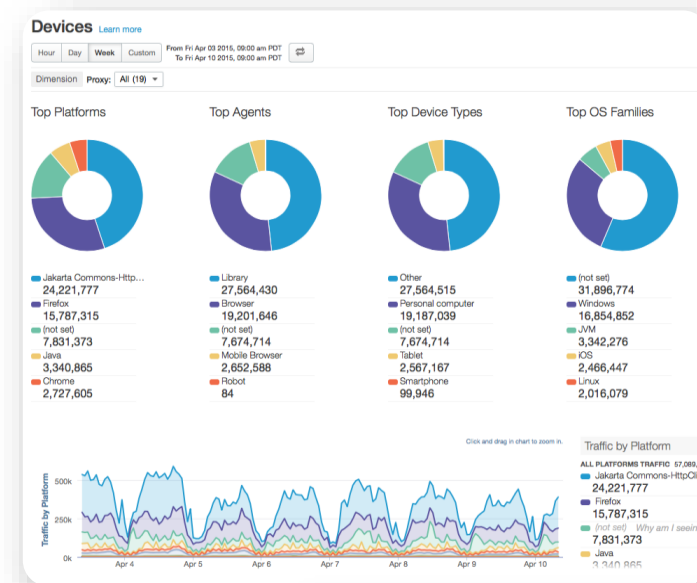 Devices Learn more
Hour Day Week Custom
From Fri Apr 03 2015, 09:00 am PDT
To Fri Apr 10 2015, 09:00 am PDT
Dimension Proxy: All (19)
Top Platforms
Jakarta Commons-Http...
24,221,777
Firefox
15,787,315
(not set)
7,831,373
Java
3,340,865
Chrome
2,727,605
Top Agents
Library
27,564,430
Browser
19,201,646
(not set)
7,674,714
Mobile Browser
2,652,588
Robot
84
Top Device Types
Other
27,564,515
Personal computer
19,187,039
(not set)
7,674,714
Tablet
2,567,167
Smartphone
99,946
Top OS Families
(not set)
31,896,774
Windows
16,854,852
JVM
3,342,276
iOS
2,466,447
Linux
2,016,079
Click and drag in chart to zoom in.
Traffic by Platform
500k
250k
0k
Apr 4 Apr 5 Apr 6 Apr 7 Apr 8 Apr 9 Apr 10
Traffic by Platform
ALL PLATFORMS TRAFFIC 57,089,
Jakarta Commons-HttpCli
24,221,777
Firefox
15,787,315
(not set) Why am I seein
7,831,373
Java
3,340,865